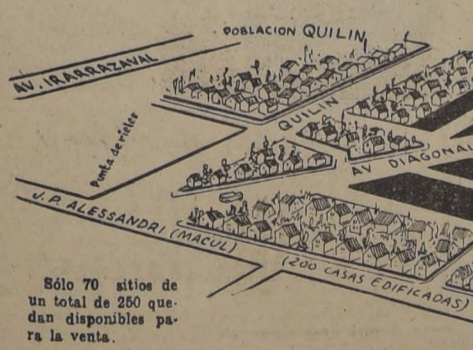 POBLACION QUILIN
AV. IRARRAZAVAL
QUILIN
Punta de rieles
AV DIAGONAL
J. P. ALESSANDRI (MACUL)
(200 CASAS EDIFICADAS)
Sólo 70 sitios de
un total de 250 que-
dan disponibles pa-
ra la venta.